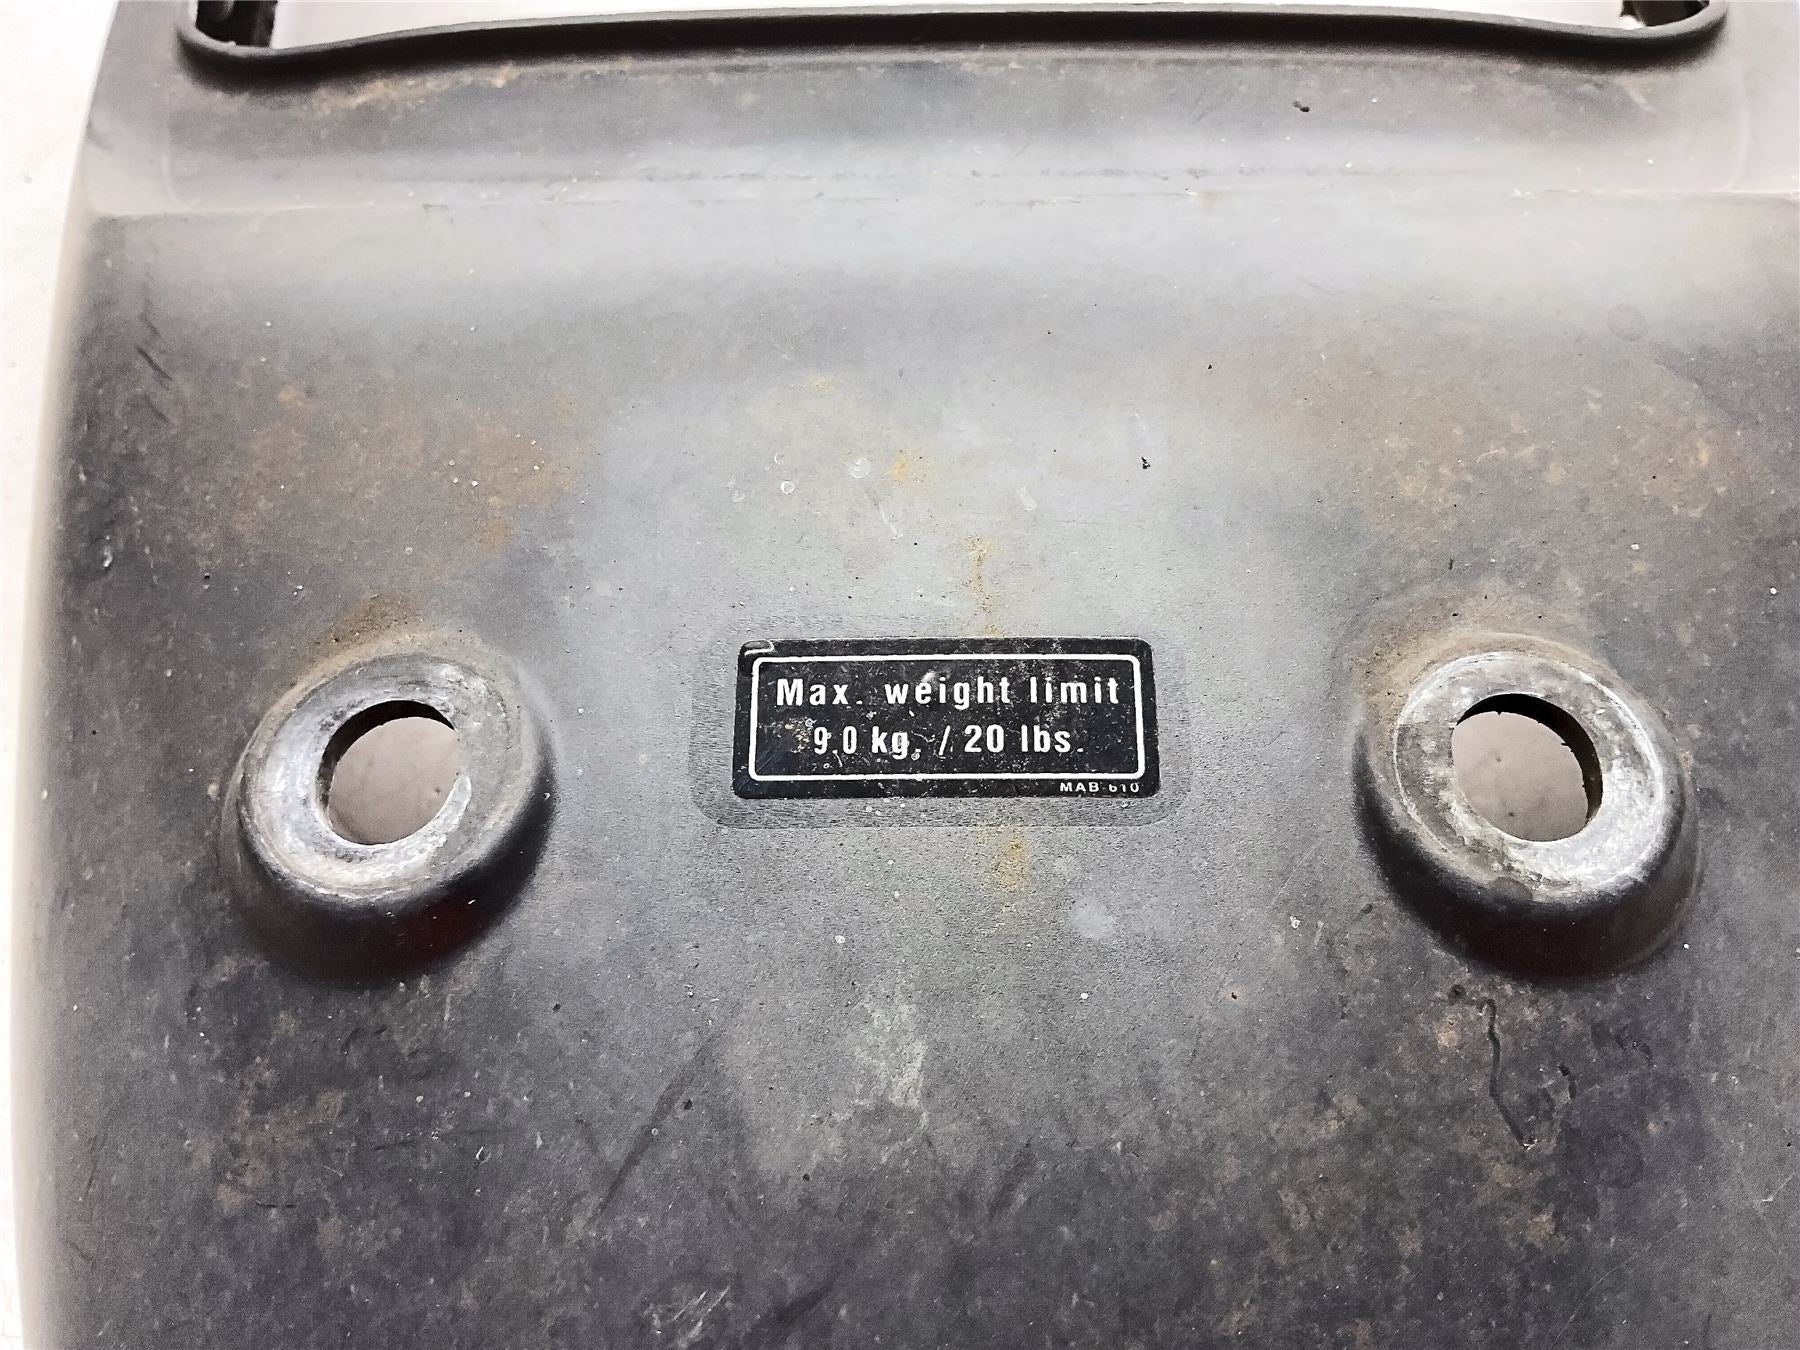 Max. weight limit
9.0 kg. / 20 lbs.
MAB-610